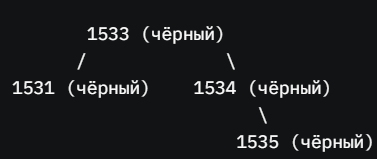 1533 (чёрный)
/ \
1531 (чёрный) 1534 (чёрный)
\
1535 (чёрный)